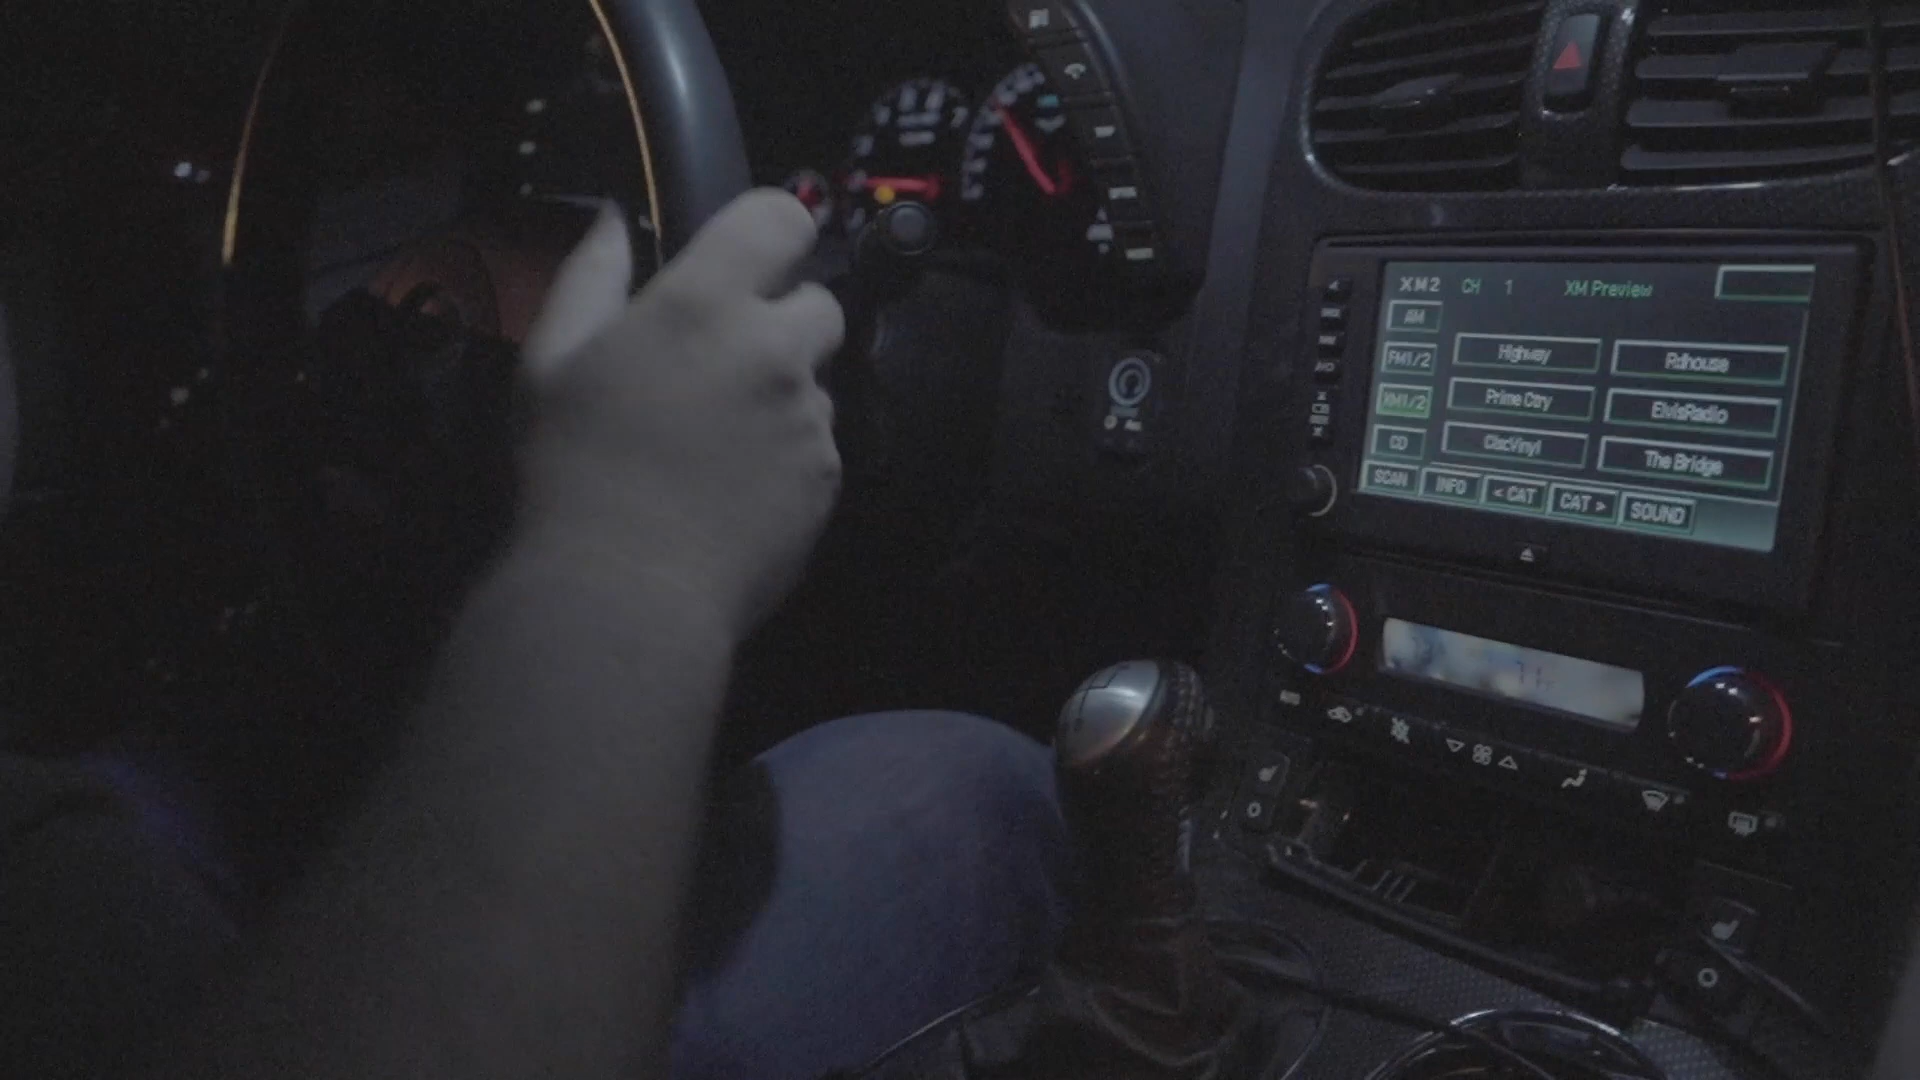 XM2 CH 1 XM Preview
AM
FM1/2
XM1/2
CD
Highway
Rdhouse
Prime Ctry
ElvisRadio
ClscVinyl
The Bridge
SCAN INFO < CAT CAT > SOUND